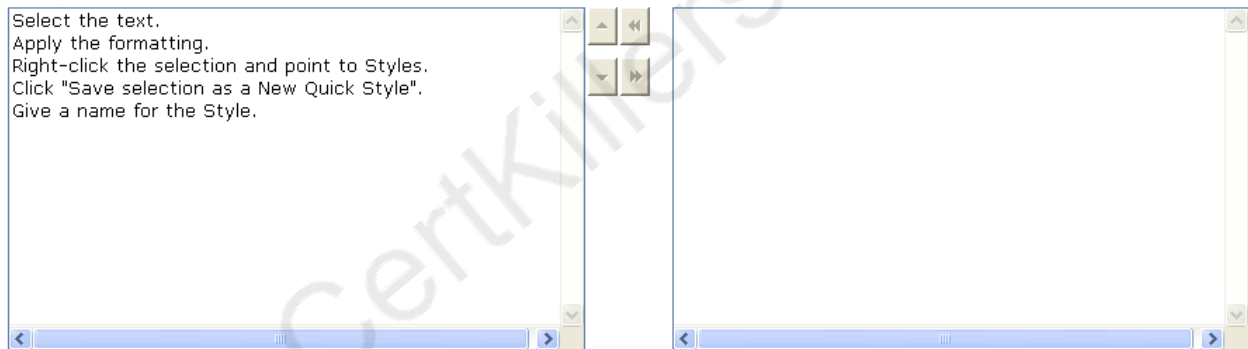 Select the text.
Apply the formatting.
Right-click the selection and point to Styles.
Click "Save selection as a New Quick Style".
Give a name for the Style.
CertKillers